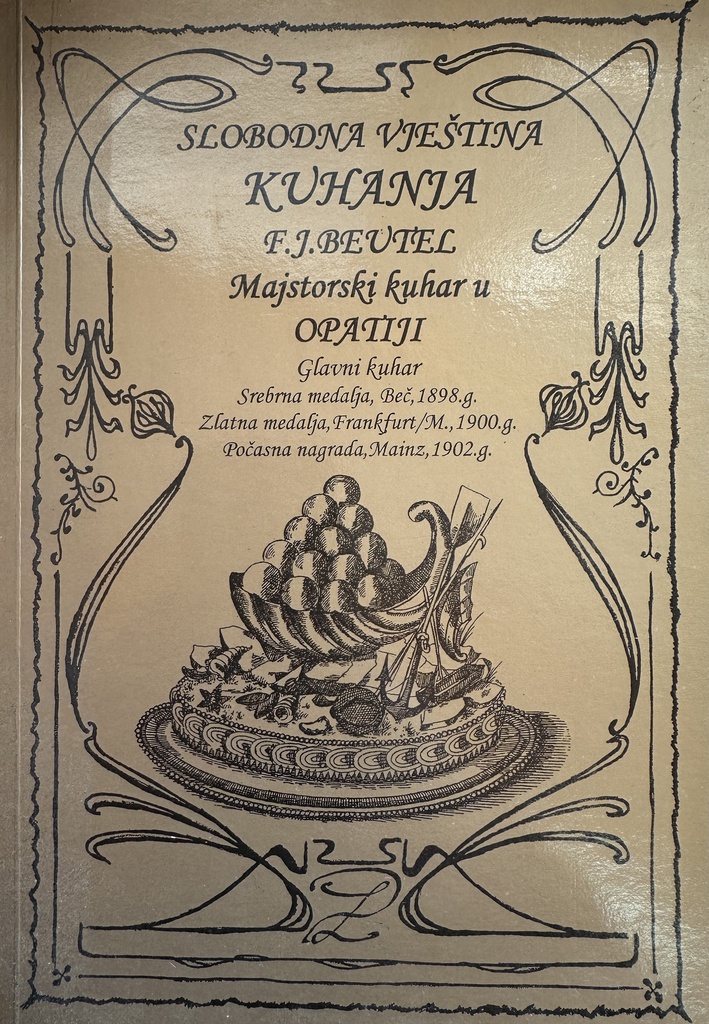 SLOBODNA VJEŠTINA
KUHANJA
F.J.BEUTEL
Majstorski kuhar u
OPATIJI
Glavni kuhar
Srebrna medalja, Beč,1898.g.
Zlatna medalja,Frankfurt/M.,1900.g.
Počasna nagrada,Mainz,1902.g.